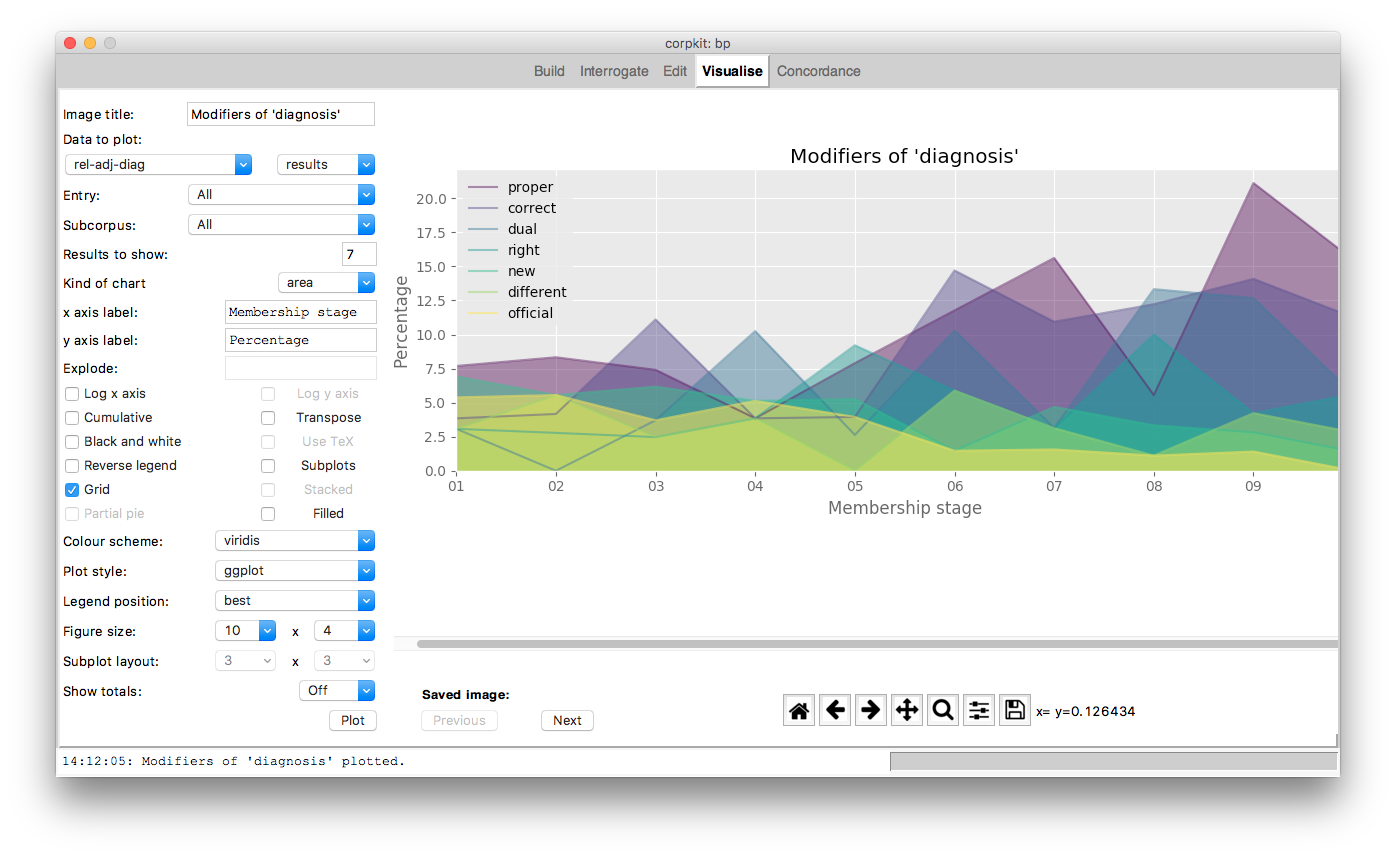 corpkit: bp
Build Interrogate Edit Visualise Concordance
Image title: Modifiers of 'diagnosis'
Data to plot:
rel-adj-diag results
Entry: All
Subcorpus: All
Results to show: 7
Kind of chart area
x axis label: Membership stage
y axis label: Percentage
Explode:
Log x axis Log y axis
Cumulative Transpose
Black and white Use TeX
Reverse legend Subplots
Grid Stacked
Partial pie Filled
Colour scheme: viridis
Plot style: ggplot
Legend position: best
Figure size: 10 x 4
Subplot layout: 3 x 3
Show totals: Off
Plot
Modifiers of 'diagnosis'
proper
correct
dual
right
new
different
official
Percentage
20.0
17.5
15.0
12.5
10.0
7.5
5.0
2.5
0.0
01 02 03 04 05 06 07 08 09
Membership stage
Saved image:
Previous Next
x= y=0.126434
14:12:05: Modifiers of 'diagnosis' plotted.